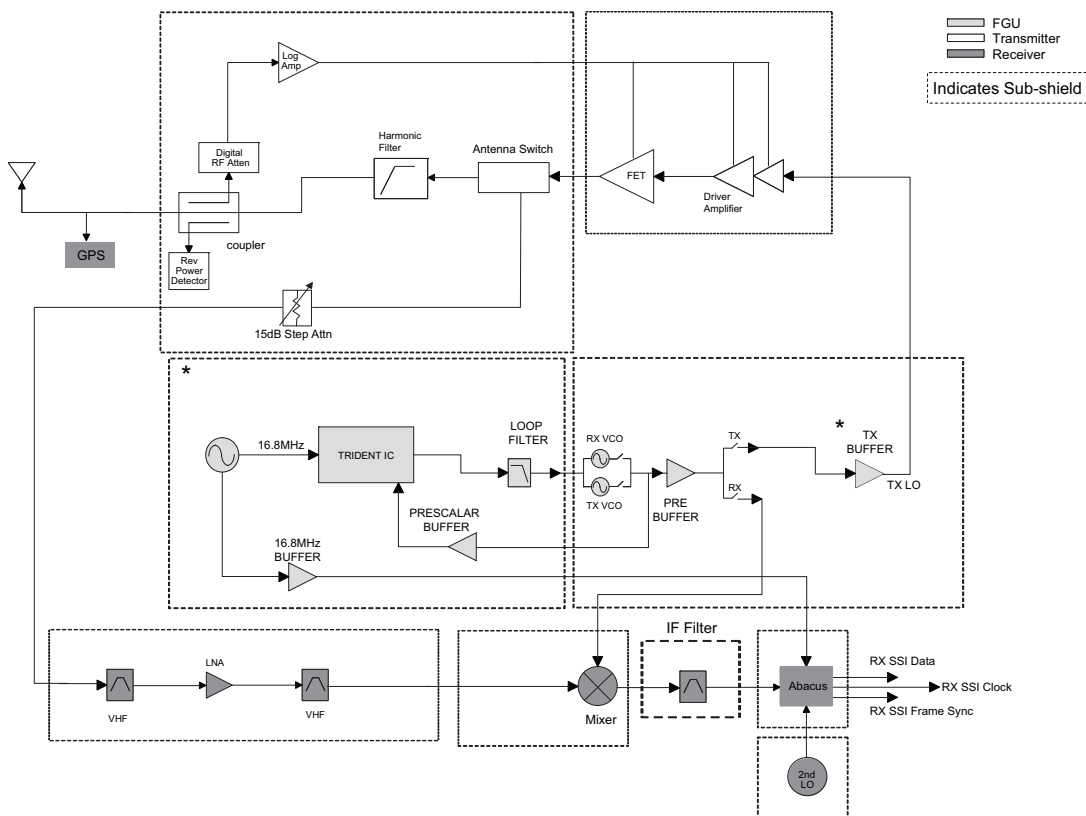 FGU
Transmitter
Receiver
Indicates Sub-shield
Log
Amp
Digital
RF Atten
Harmonic
Filter
Antenna Switch
FET
Driver
Amplifier
GPS
coupler
Rev
Power
Detector
15dB Step Attn
*
16.8MHz
TRIDENT IC
LOOP
FILTER
RX VCO
TX VCO
PRE
BUFFER
TX
RX
*
TX
BUFFER
TX LO
PRESCALAR
BUFFER
16.8MHz
BUFFER
VHF
LNA
VHF
Mixer
IF Filter
Abacus
RX SSI Data
RX SSI Clock
RX SSI Frame Sync
2nd
LO